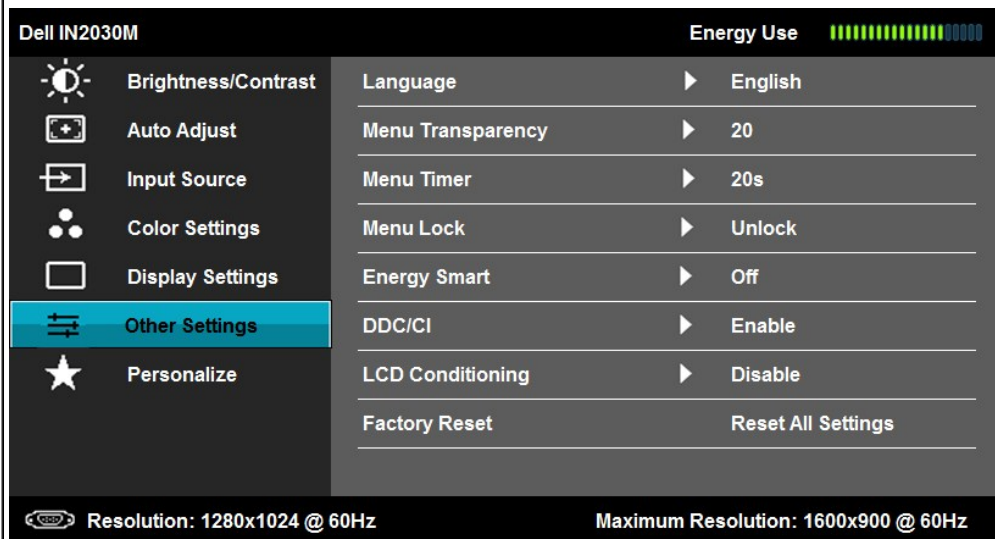 Dell IN2030M Energy Use
Brightness/Contrast Language English
Auto Adjust Menu Transparency 20
Input Source Menu Timer 20s
Color Settings Menu Lock Unlock
Display Settings Energy Smart Off
Other Settings DDC/CI Enable
Personalize LCD Conditioning Disable
Factory Reset Reset All Settings
Resolution: 1280x1024 @ 60Hz Maximum Resolution: 1600x900 @ 60Hz